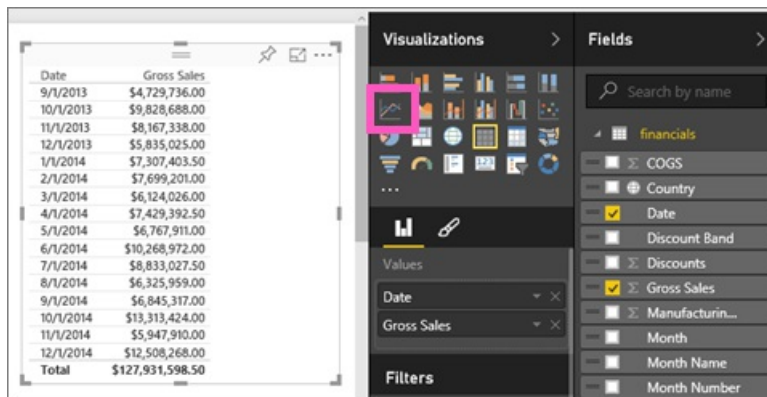 Date Gross Sales
9/1/2013 $4,729,736.00
10/1/2013 $9,828,688.00
11/1/2013 $8,167,338.00
12/1/2013 $5,835,025.00
1/1/2014 $7,307,403.50
2/1/2014 $7,699,201.00
3/1/2014 $6,124,026.00
4/1/2014 $7,429,392.50
5/1/2014 $6,767,911.00
6/1/2014 $10,268,972.00
7/1/2014 $8,833,027.50
8/1/2014 $6,325,959.00
9/1/2014 $6,845,317.00
10/1/2014 $13,313,424.00
11/1/2014 $5,947,910.00
12/1/2014 $12,508,268.00
Total $127,931,598.50
Visualizations
123
Values
Date
Gross Sales
Filters
Fields
Search by name
financials
COGS
Country
Date
Discount Band
Discounts
Gross Sales
Manufacturin...
Month
Month Name
Month Number